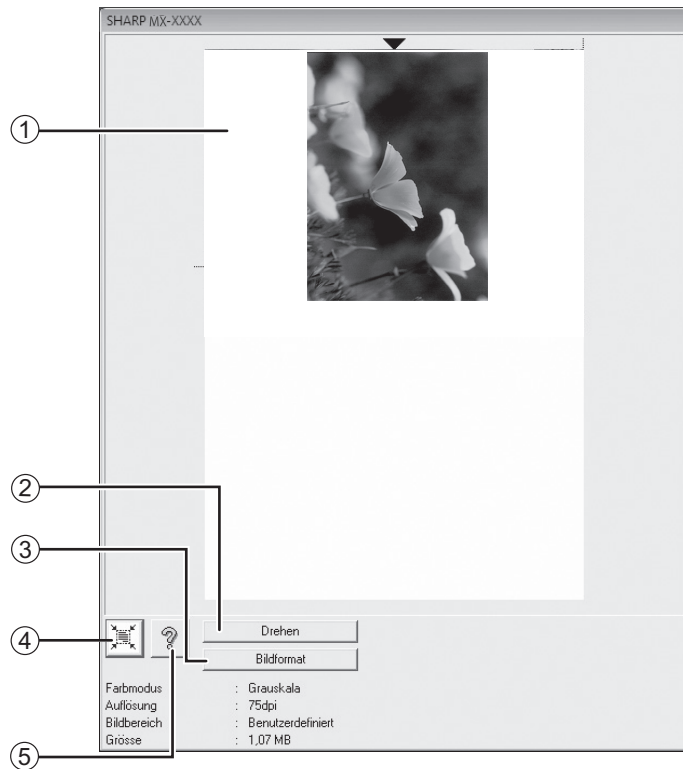 SHARP MX-XXXX
1
2
Drehen
3
Bildformat
4
5
Farbmodus : Grauskala
Auflösung : 75dpi
Bildbereich : Benutzerdefiniert
Grösse : 1,07 MB